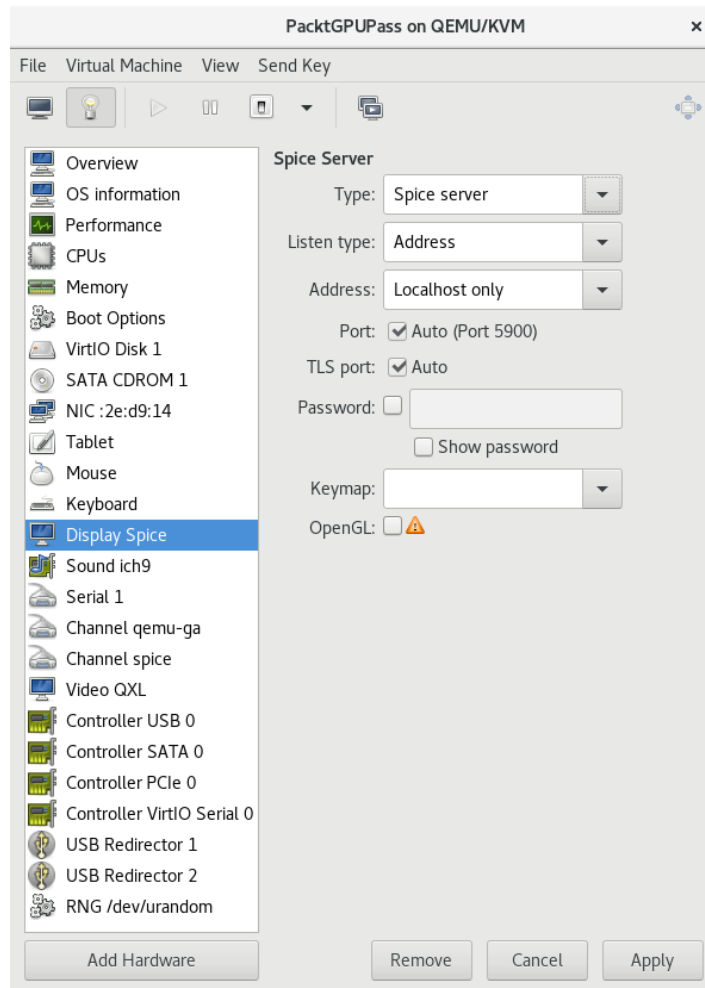 PacktGPUPass on QEMU/KVM
File Virtual Machine View Send Key
Overview
OS information
Performance
CPUs
Memory
Boot Options
VirtIO Disk 1
SATA CDROM 1
NIC :2e:d9:14
Tablet
Mouse
Keyboard
Display Spice
Sound ich9
Serial 1
Channel qemu-ga
Channel spice
Video QXL
Controller USB 0
Controller SATA 0
Controller PCIe 0
Controller VirtIO Serial 0
USB Redirector 1
USB Redirector 2
RNG /dev/urandom
Add Hardware
Spice Server
Type: Spice server
Listen type: Address
Address: Localhost only
Port: Auto (Port 5900)
TLS port: Auto
Password:
Show password
Keymap:
OpenGL:
Remove Cancel Apply